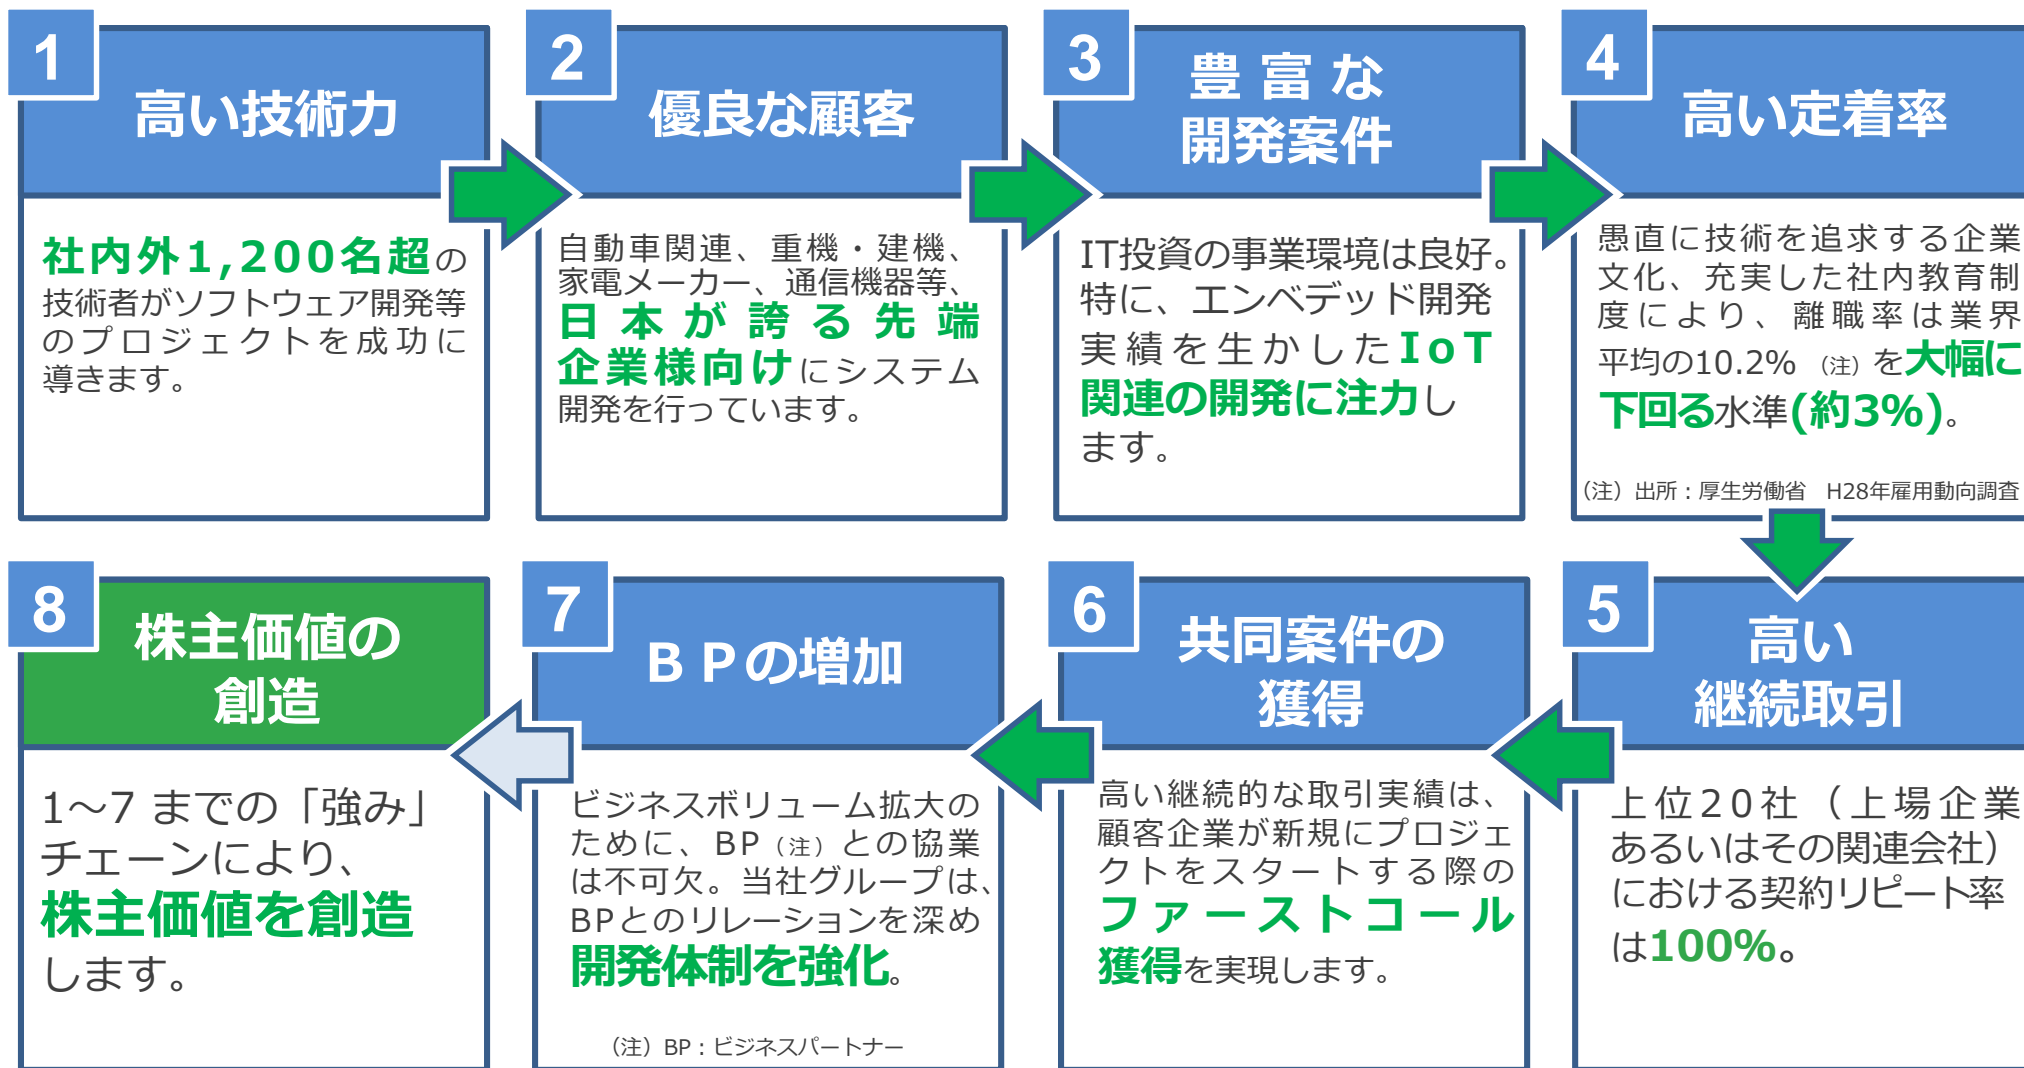 1
高い技術力
社内外1,200名超の
技術者がソフトウェア開発等
のプロジェクトを成功に
導きます。
2
優良な顧客
自動車関連、重機・建機、
家電メーカー、通信機器等、
日本が誇る先端
企業様向けにシステム
開発を行っています。
3
豊富な
開発案件
IT投資の事業環境は良好。
特に、エンベデッド開発
実績を生かしたIoT
関連の開発に注力し
ます。
4
高い定着率
愚直に技術を追求する企業
文化、充実した社内教育制
度により、離職率は業界
平均の10.2%（注）を大幅に
下回る水準(約3%)。
（注）出所：厚生労働省　H28年雇用動向調査
5
高い
継続取引
上位20社（上場企業
あるいはその関連会社）
における契約リピート率
は100%。
6
共同案件の
獲得
高い継続的な取引実績は、
顧客企業が新規にプロジェ
クトをスタートする際の
ファーストコール
獲得を実現します。
7
ＢＰの増加
ビジネスボリューム拡大の
ために、BP（注）との協業
は不可欠。当社グループは、
BPとのリレーションを深め
開発体制を強化。
（注）BP：ビジネスパートナー
8
株主価値の
創造
1～7 までの「強み」
チェーンにより、
株主価値を創造
します。